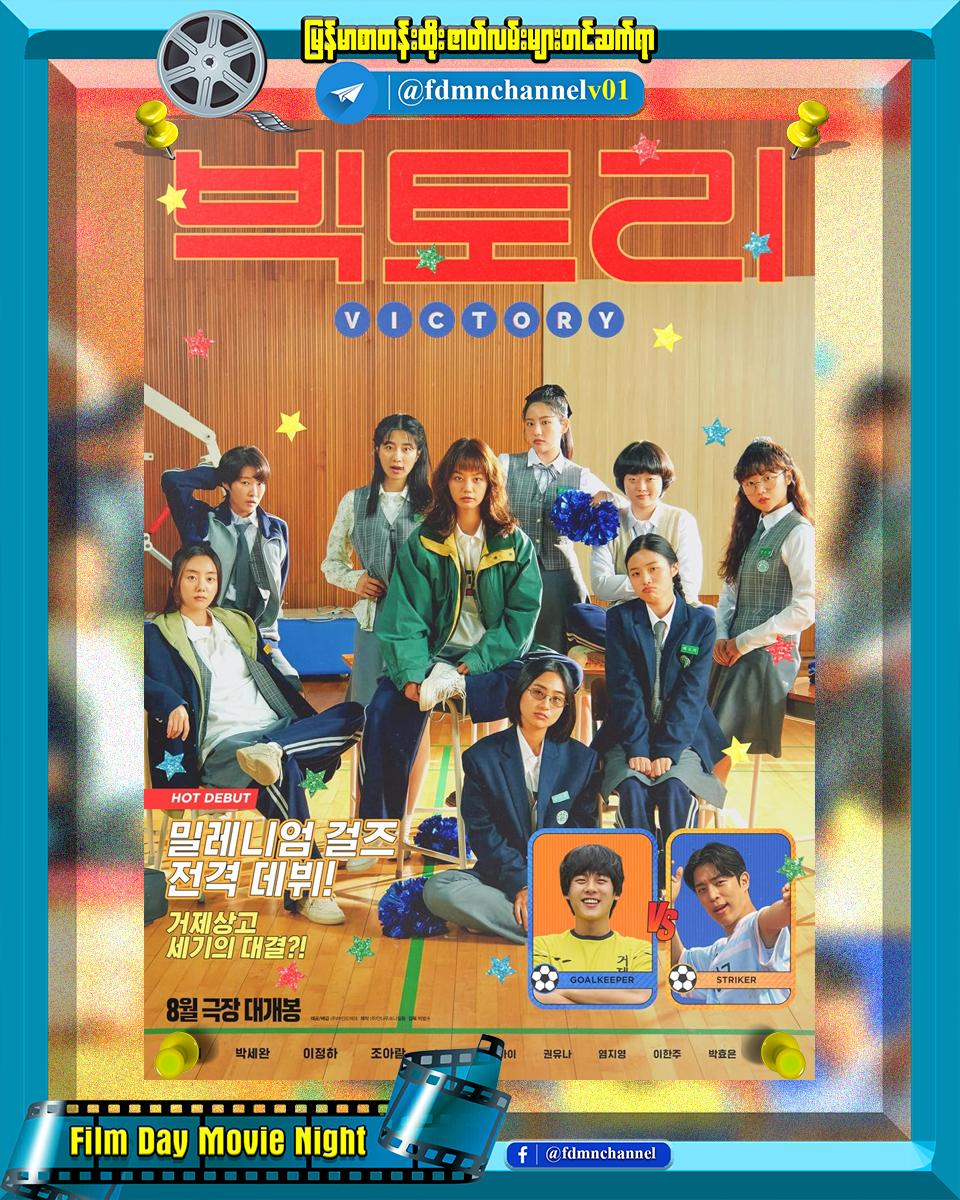 မြန်မာစာတန်းထိုးဇာတ်လမ်းများတင်ဆက်ရာ
@fdmnchannelv01
빅토리
VICTORY
HOT DEBUT
밀레니엄 걸즈
전격 데뷔!
거제상고
세기의 대결?!
VS
GOALKEEPER
STRIKER
8월 극장 대개봉
박세완 이정하 조아람 권유나 염지영 이한주 박효은
Film Day Movie Night
f @fdmnchannel